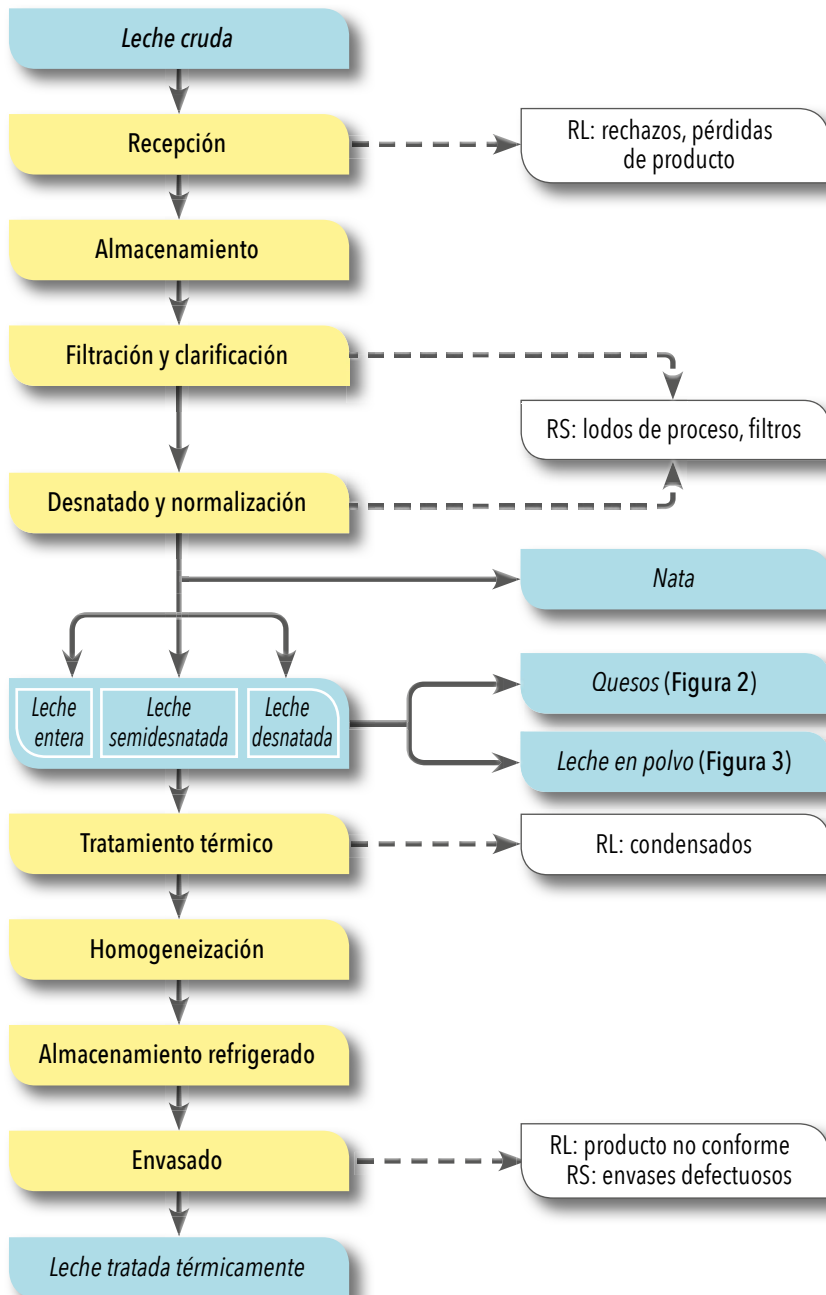 Leche cruda
Recepción
RL: rechazos, pérdidas
de producto
Almacenamiento
Filtración y clarificación
RS: lodos de proceso, filtros
Desnatado y normalización
Nata
Leche
entera
Leche
semidesnatada
Leche
desnatada
Quesos (Figura 2)
Leche en polvo (Figura 3)
Tratamiento térmico
RL: condensados
Homogeneización
Almacenamiento refrigerado
Envasado
RL: producto no conforme
RS: envases defectuosos
Leche tratada térmicamente